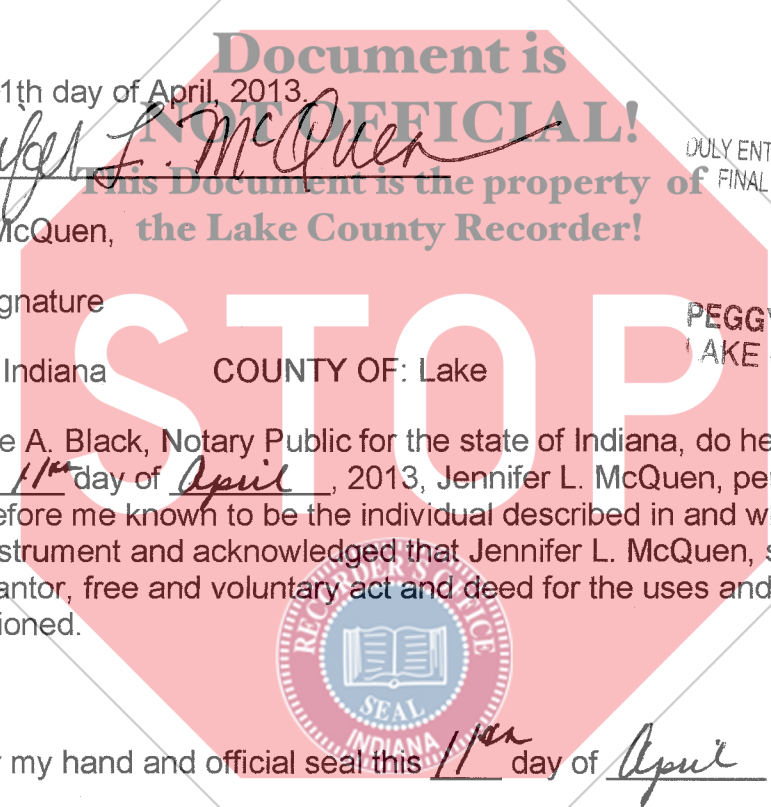 Document is
1th day of April, 2013.
NOT OFFICIAL!
L. McQuen
DULY ENT
This Document is the property of
FINAL
McQuen,
the Lake County Recorder!
gnature
STOP
PEGGY
LAKE
Indiana COUNTY OF: Lake
e A. Black, Notary Public for the state of Indiana, do he
11th day of April, 2013, Jennifer L. McQuen, per
efore me known to be the individual described in and w
strument and acknowledged that Jennifer L. McQuen, s
antor, free and voluntary act and deed for the uses and
ioned.
RECORDER'S OFFICE
SEAL
INDIANA
my hand and official seal this 11th day of April